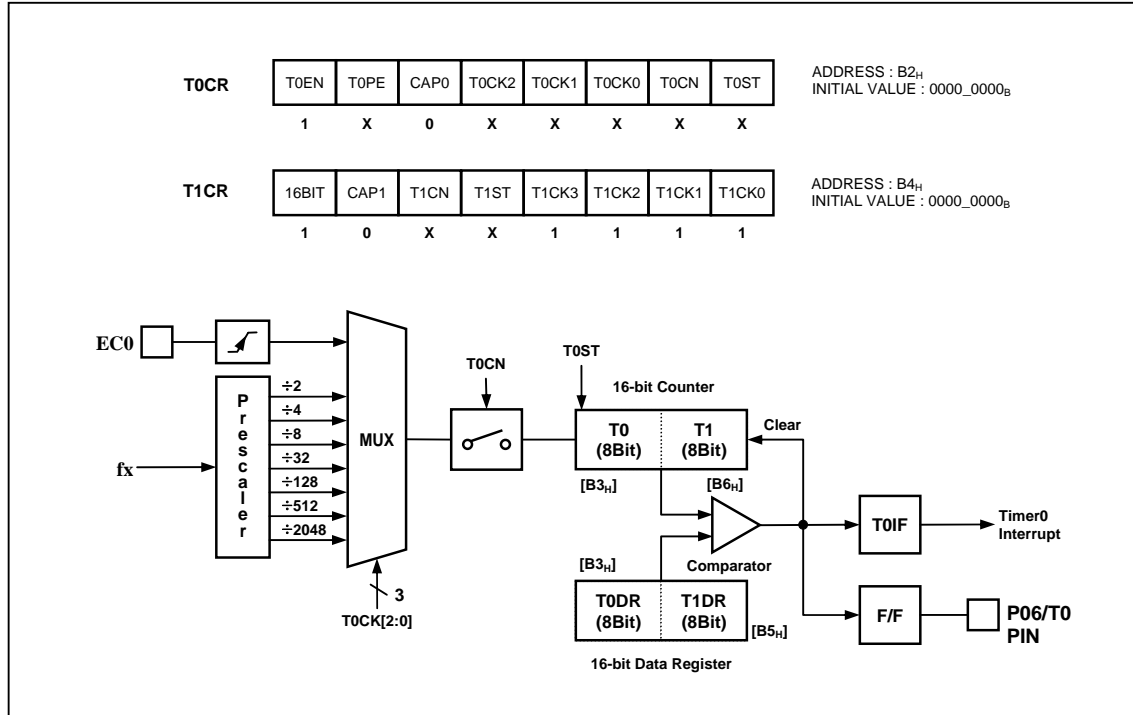 T0CR T0EN T0PE CAP0 T0CK2 T0CK1 T0CK0 T0CN T0ST
1 X 0 X X X X X
ADDRESS : B2H
INITIAL VALUE : 0000_0000B
T1CR 16BIT CAP1 T1CN T1ST T1CK3 T1CK2 T1CK1 T1CK0
1 0 X X 1 1 1 1
ADDRESS : B4H
INITIAL VALUE : 0000_0000B
EC0
fx
Prescaler
÷2
÷4
÷8
÷32
÷128
÷512
÷2048
MUX
3
T0CK[2:0]
T0CN
T0ST
16-bit Counter
T0
(8Bit)
T1
(8Bit)
Clear
[B3H]
[B6H]
Comparator
[B3H]
T0DR
(8Bit)
T1DR
(8Bit)
[B5H]
16-bit Data Register
T0IF
Timer0
Interrupt
F/F
P06/T0
PIN